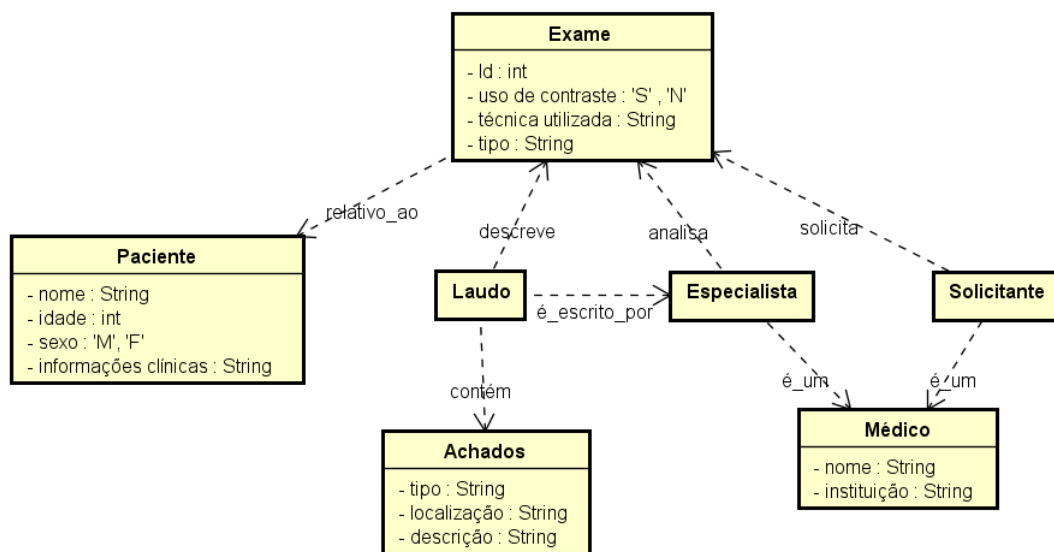 Exame
- Id : int
- uso de contraste : 'S' , 'N'
- técnica utilizada : String
- tipo : String
relativo_ao
descreve
analisa
solicita
Paciente
- nome : String
- idade : int
- sexo : 'M', 'F'
- informações clínicas : String
Laudo
é_escrito_por
Especialista
Solicitante
contém
é_um
é_um
Achados
- tipo : String
- localização : String
- descrição : String
Médico
- nome : String
- instituição : String